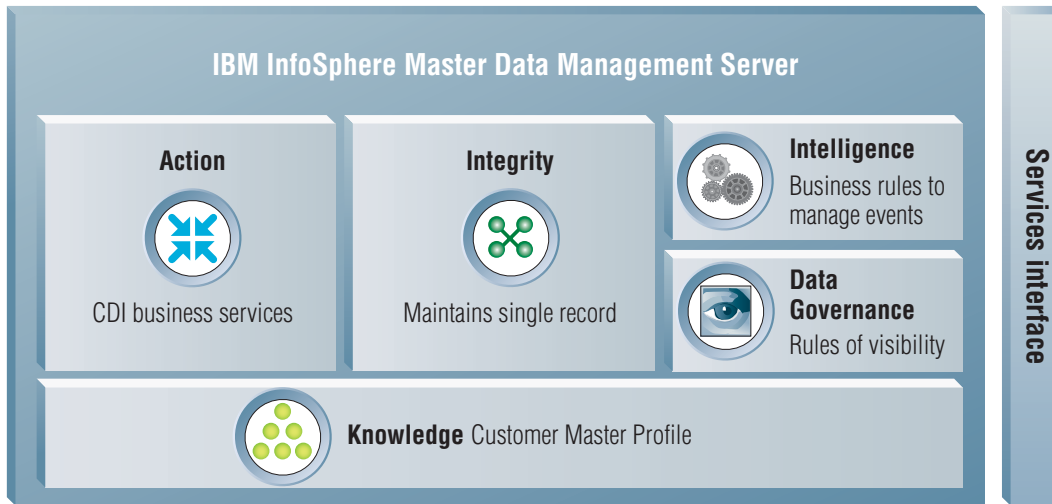 IBM InfoSphere Master Data Management Server
Action
CDI business services
Integrity
Maintains single record
Intelligence
Business rules to
manage events
Data
Governance
Rules of visibility
Knowledge Customer Master Profile
Services interface